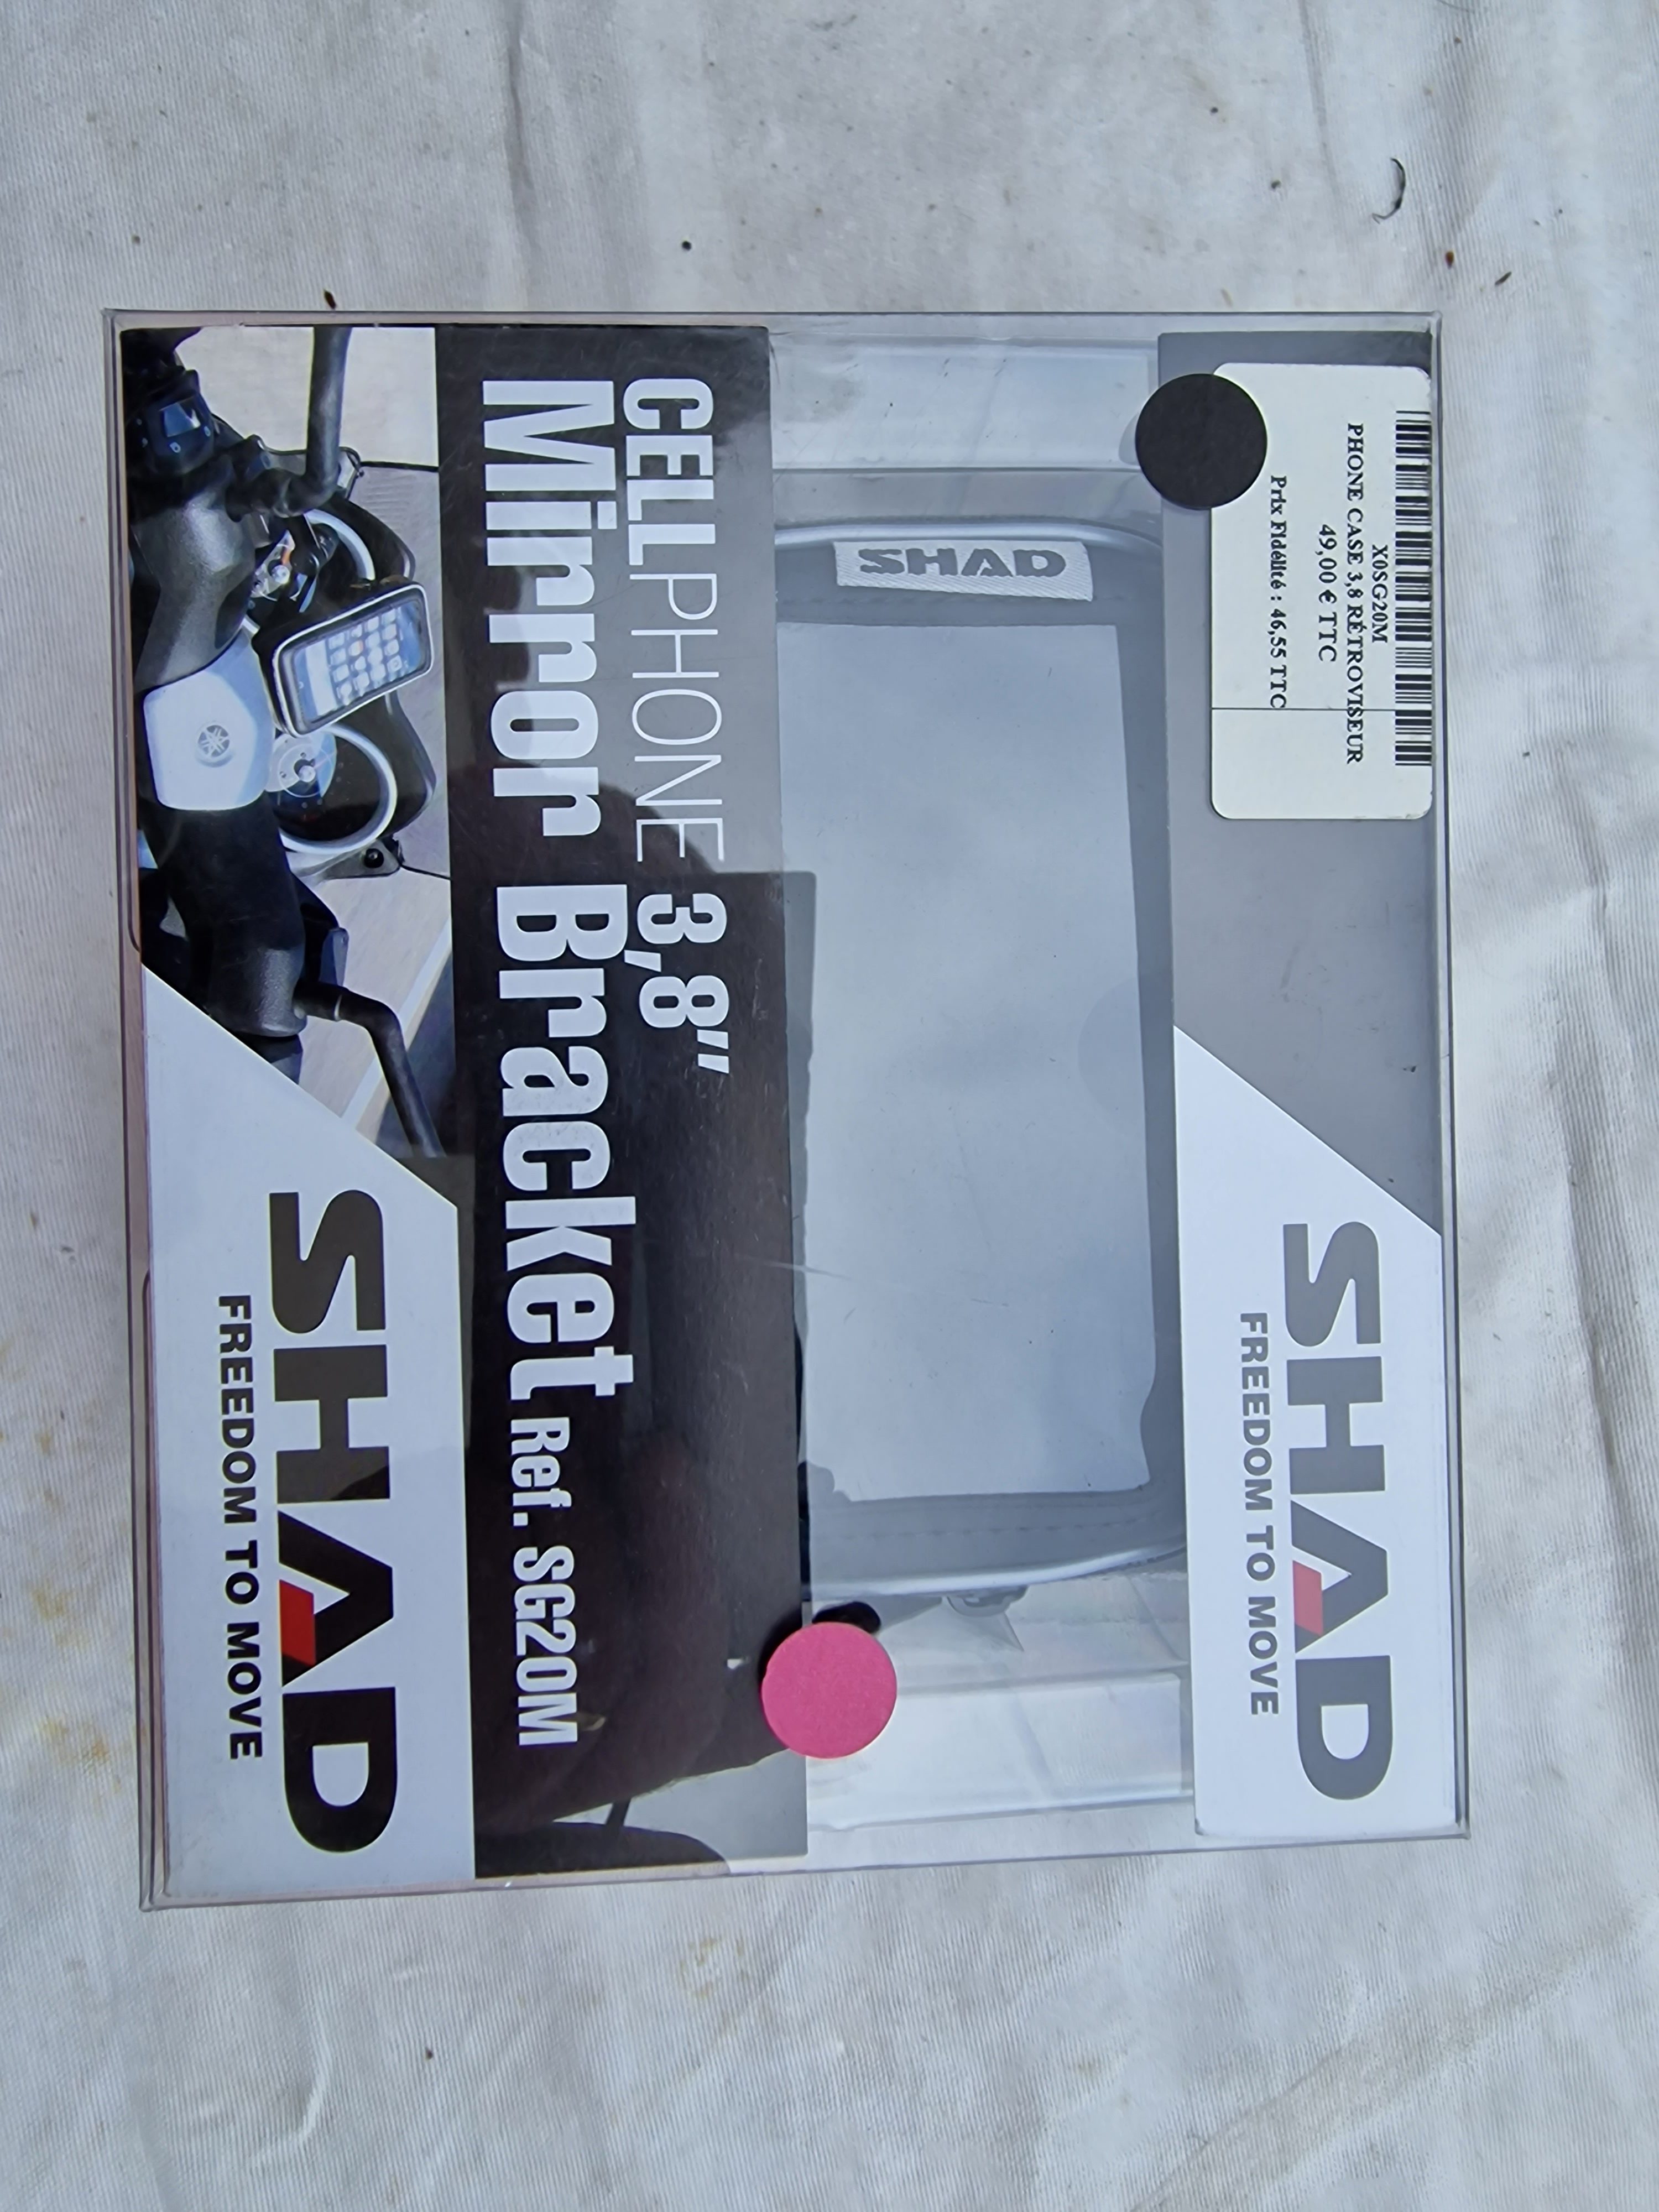 X0SG20M
PHONE CASE 3,8 RÉTROVISEUR
49,00 € TTC
Prix Fidélité : 46,55 TTC
SHAD
FREEDOM TO MOVE
SHAD
CELLPHONE 3,8"
Mirror Bracket Ref. SG20M
SHAD
FREEDOM TO MOVE